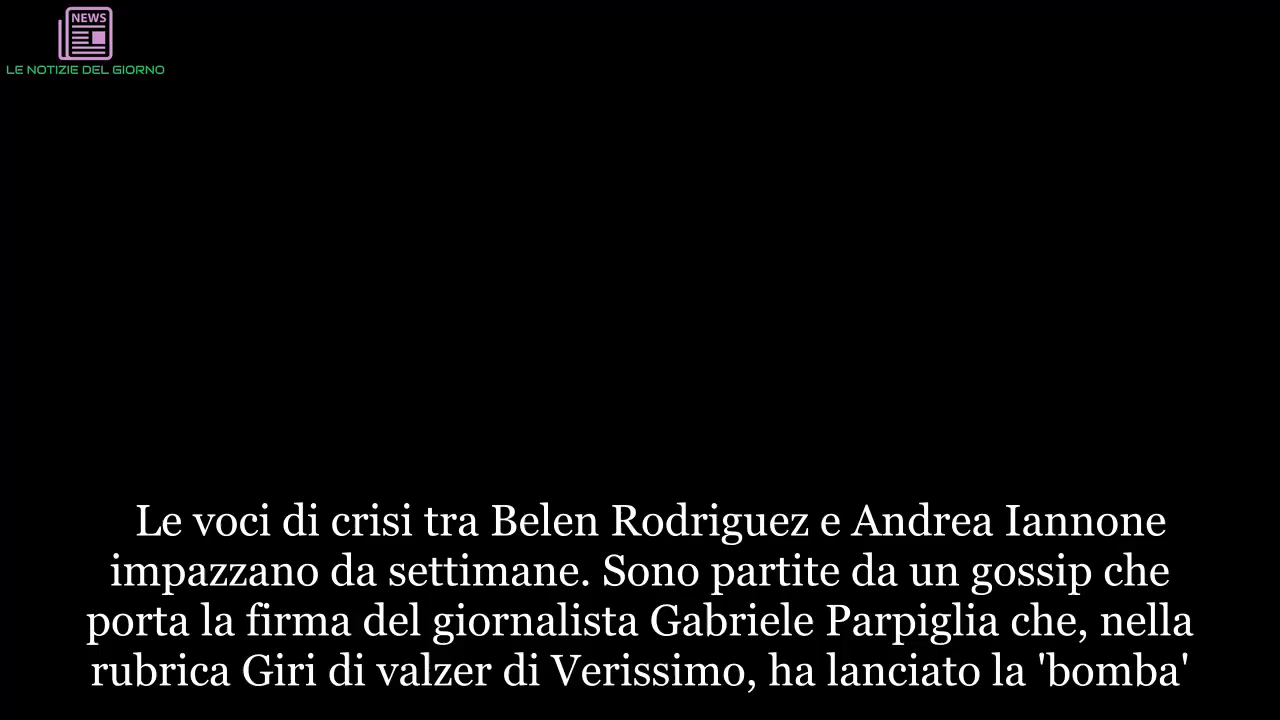 NEWS
LE NOTIZIE DEL GIORNO
Le voci di crisi tra Belen Rodriguez e Andrea Iannone
impazzano da settimane. Sono partite da un gossip che
porta la firma del giornalista Gabriele Parpiglia che, nella
rubrica Giri di valzer di Verissimo, ha lanciato la 'bomba'